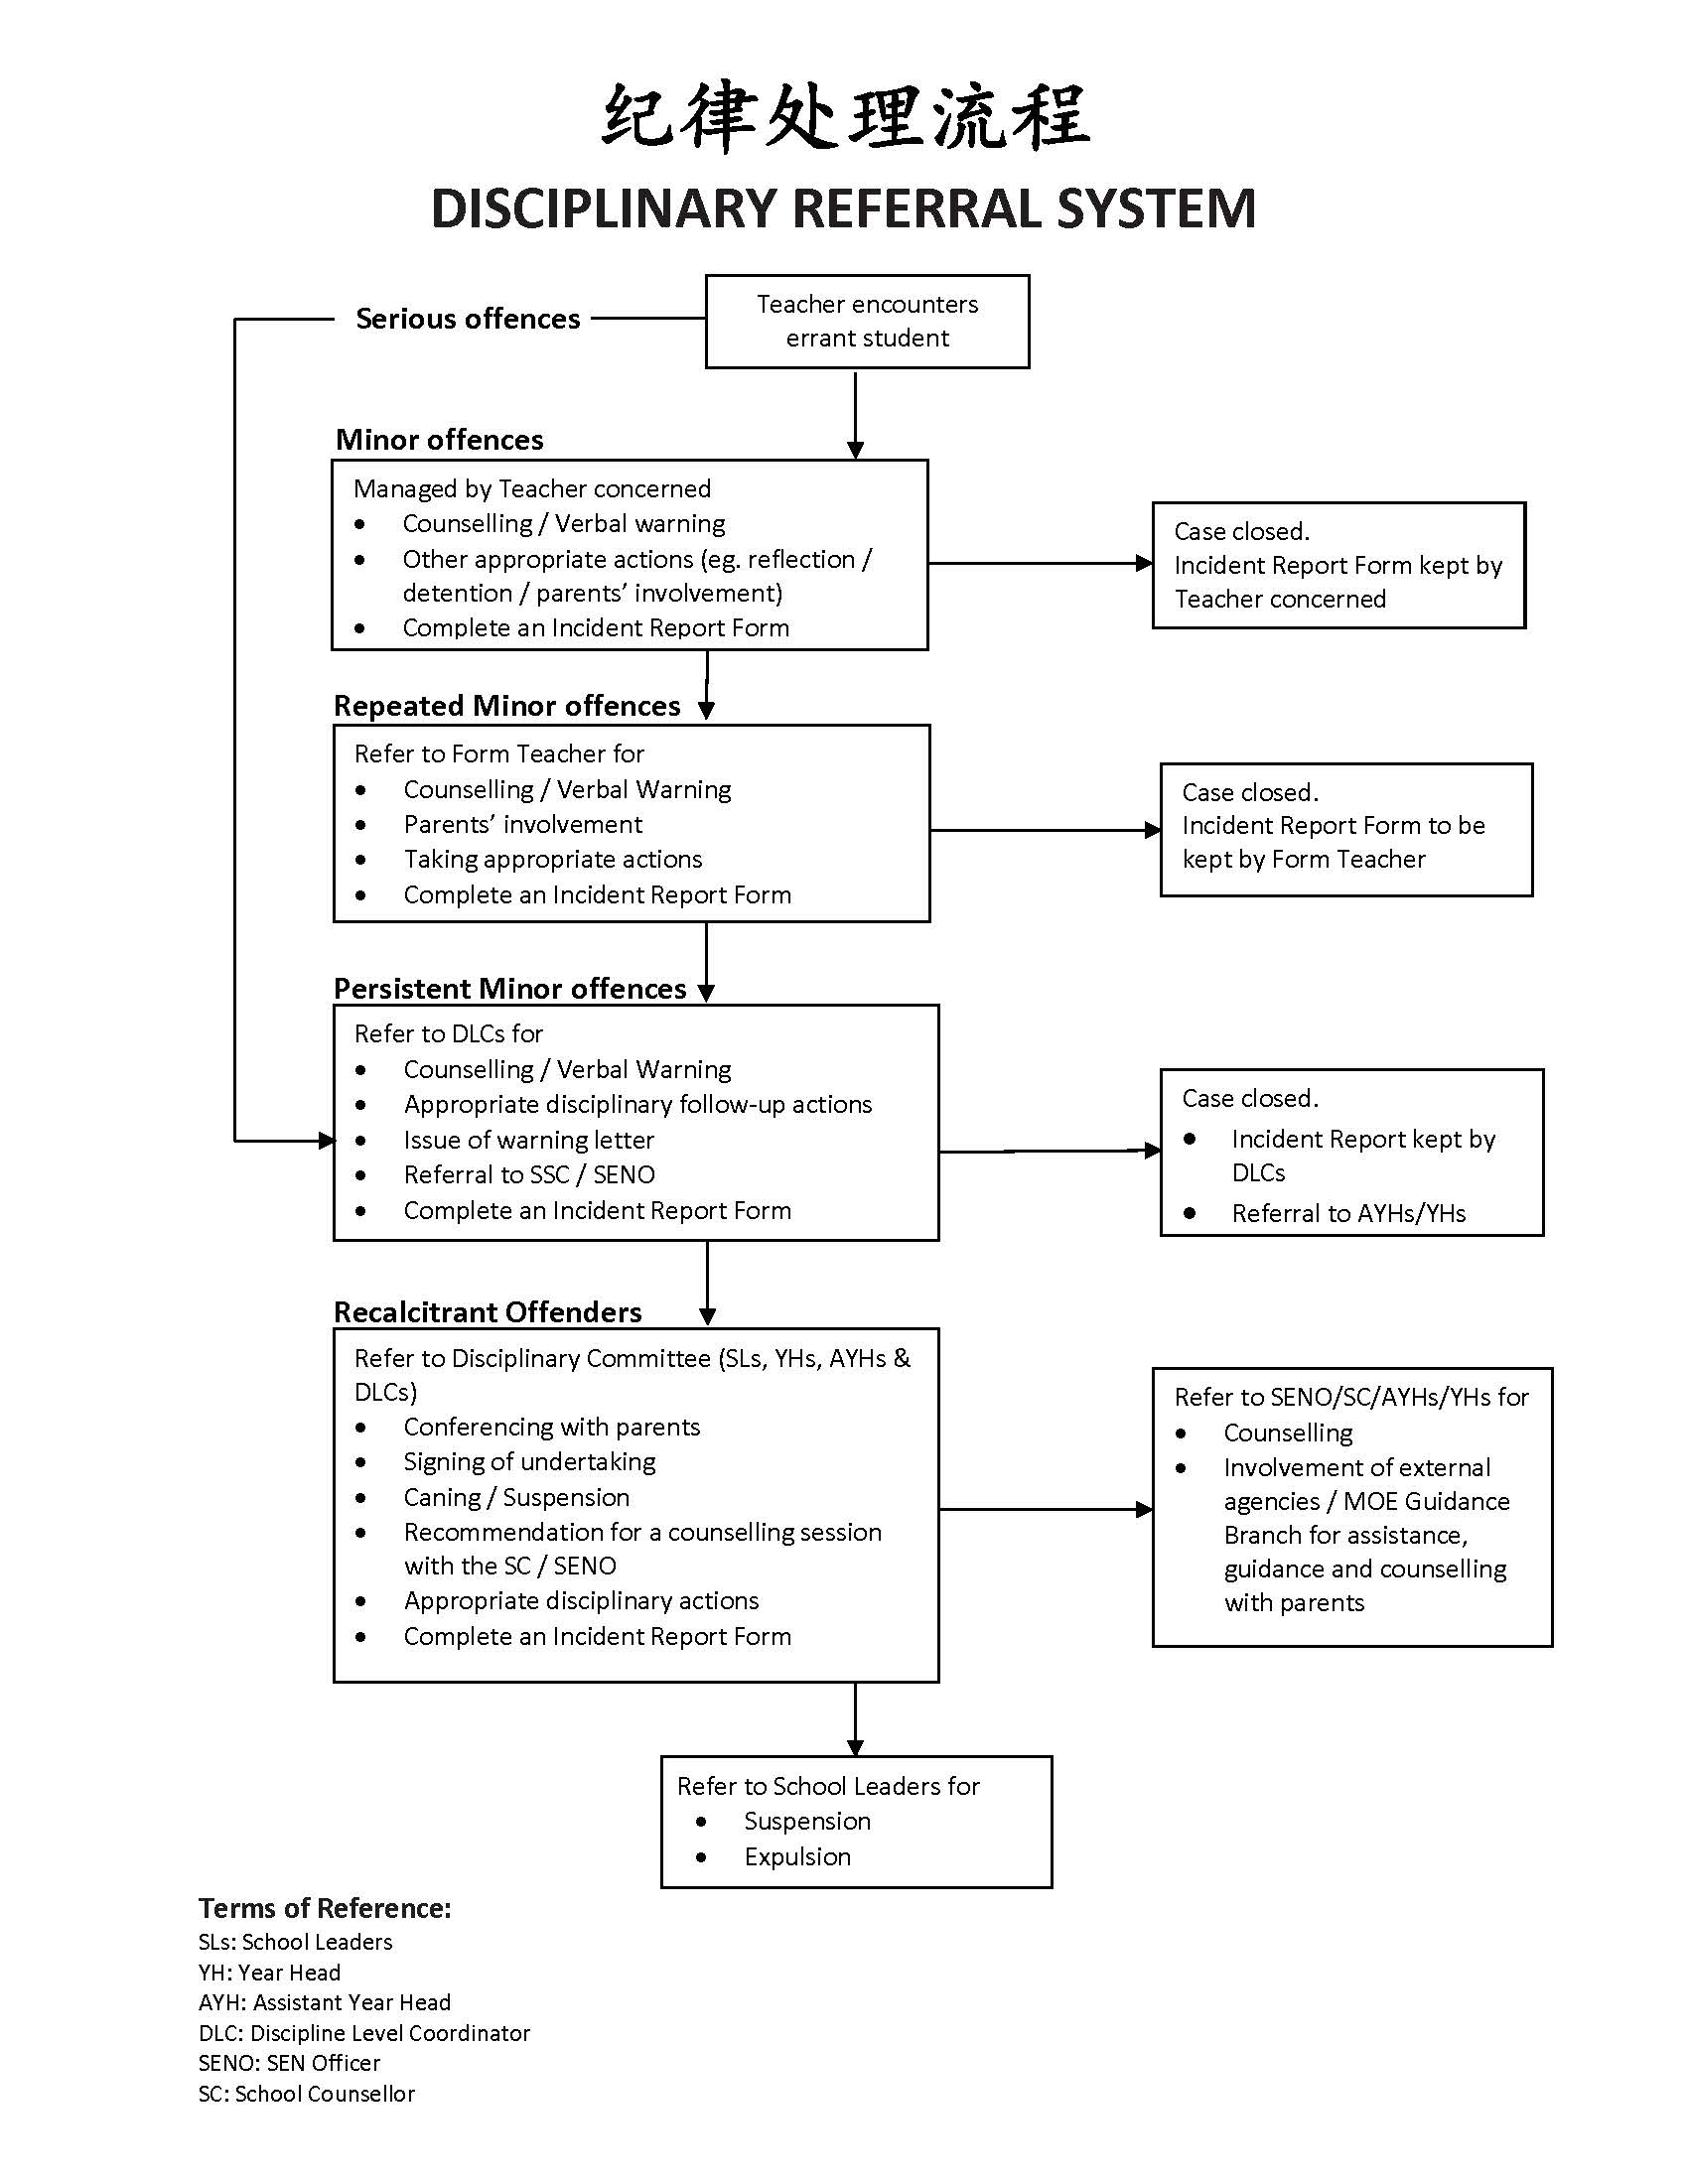 纪律处理流程
DISCIPLINARY REFERRAL SYSTEM
Serious offences
Teacher encounters
errant student
Minor offences
Managed by Teacher concerned
• Counselling / Verbal warning
• Other appropriate actions (eg. reflection /
detention / parents' involvement)
• Complete an Incident Report Form
Case closed.
Incident Report Form kept by
Teacher concerned
Repeated Minor offences
Refer to Form Teacher for
• Counselling / Verbal Warning
• Parents' involvement
• Taking appropriate actions
• Complete an Incident Report Form
Case closed.
Incident Report Form to be
kept by Form Teacher
Persistent Minor offences
Refer to DLCs for
• Counselling / Verbal Warning
• Appropriate disciplinary follow-up actions
• Issue of warning letter
• Referral to SSC / SENO
• Complete an Incident Report Form
Case closed.
• Incident Report kept by
DLCs
• Referral to AYHs/YHs
Recalcitrant Offenders
Refer to Disciplinary Committee (SLs, YHs, AYHs &
DLCs)
• Conferencing with parents
• Signing of undertaking
• Caning / Suspension
• Recommendation for a counselling session
with the SC / SENO
• Appropriate disciplinary actions
• Complete an Incident Report Form
Refer to SENO/SC/AYHs/YHs for
• Counselling
• Involvement of external
agencies / MOE Guidance
Branch for assistance,
guidance and counselling
with parents
Refer to School Leaders for
• Suspension
• Expulsion
Terms of Reference:
SLs: School Leaders
YH: Year Head
AYH: Assistant Year Head
DLC: Discipline Level Coordinator
SENO: SEN Officer
SC: School Counsellor